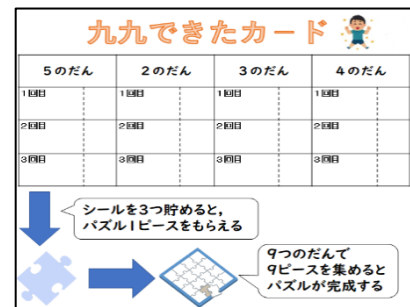 九九できたカード
5のだん 2のだん 3のだん 4のだん
1回目 1回目 1回目 1回目
2回目 2回目 2回目 2回目
3回目 3回目 3回目 3回目
シールを3つ貯めると，
パズル1ピースをもらえる
9つのだんで
9ピースを集めると
パズルが完成する